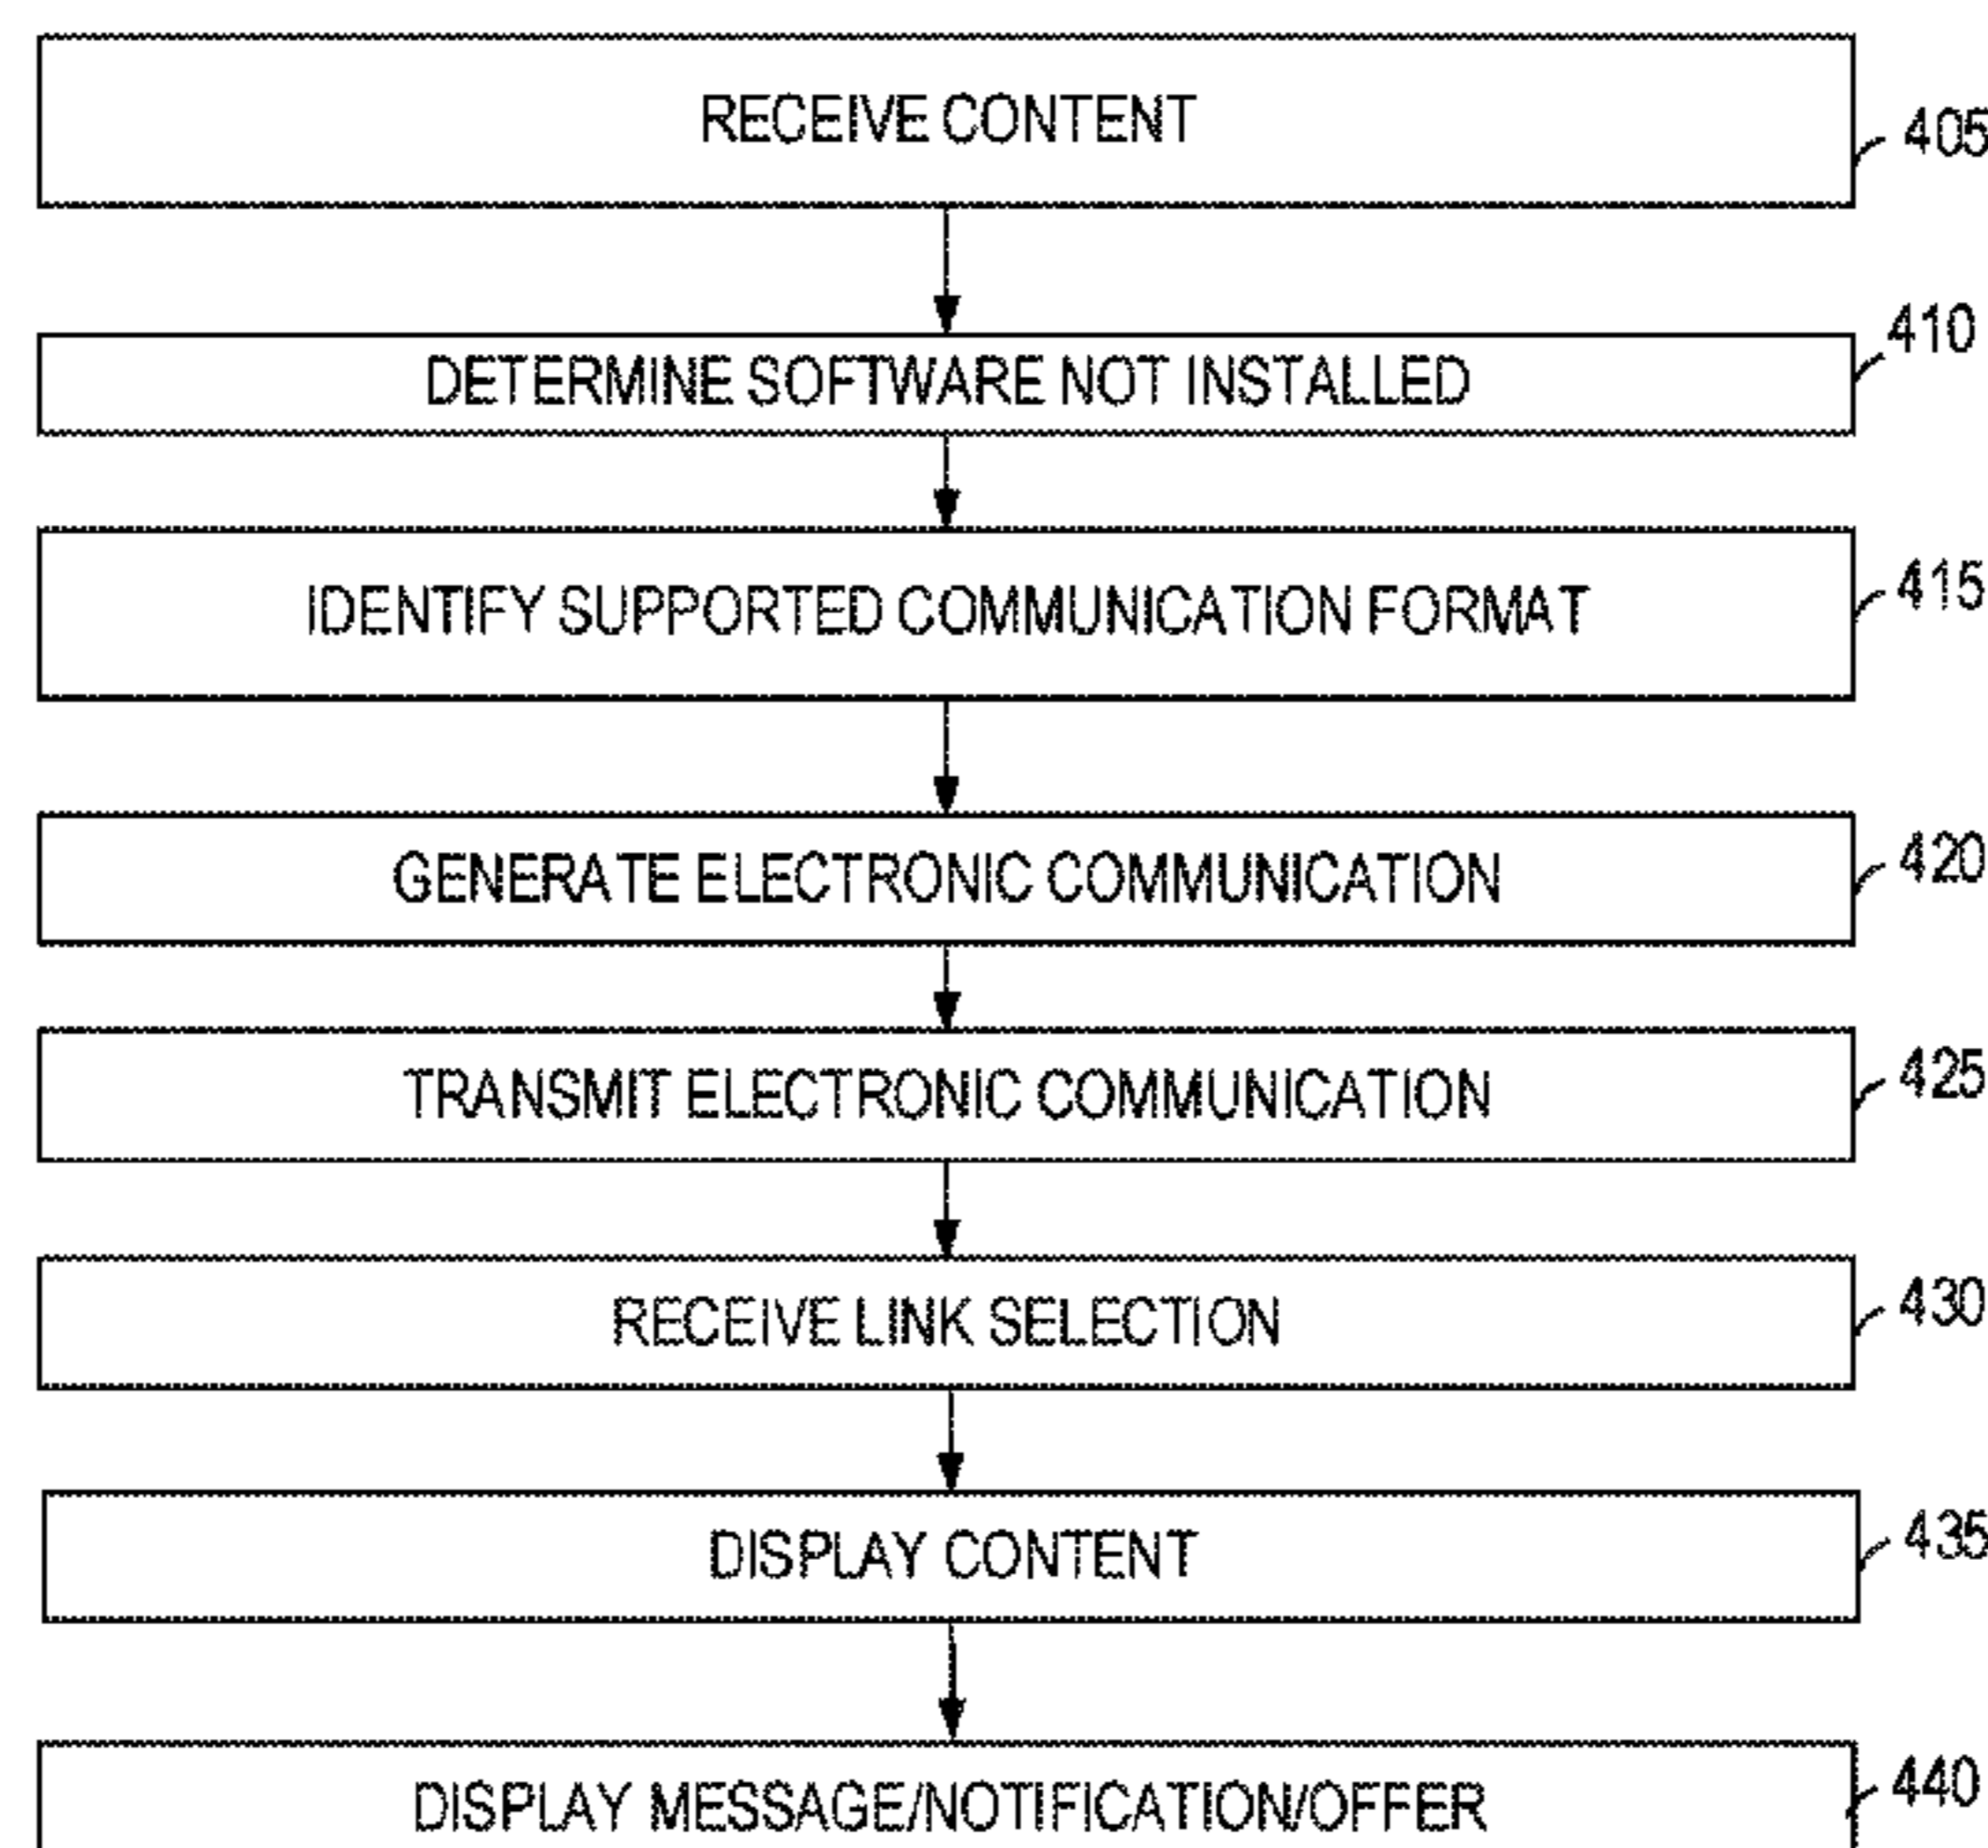 RECEIVE CONTENT
405
DETERMINE SOFTWARE NOT INSTALLED
410
IDENTIFY SUPPORTED COMMUNICATION FORMAT
415
GENERATE ELECTRONIC COMMUNICATION
420
TRANSMIT ELECTRONIC COMMUNICATION
425
RECEIVE LINK SELECTION
430
DISPLAY CONTENT
435
DISPLAY MESSAGE/NOTIFICATION/OFFER
440